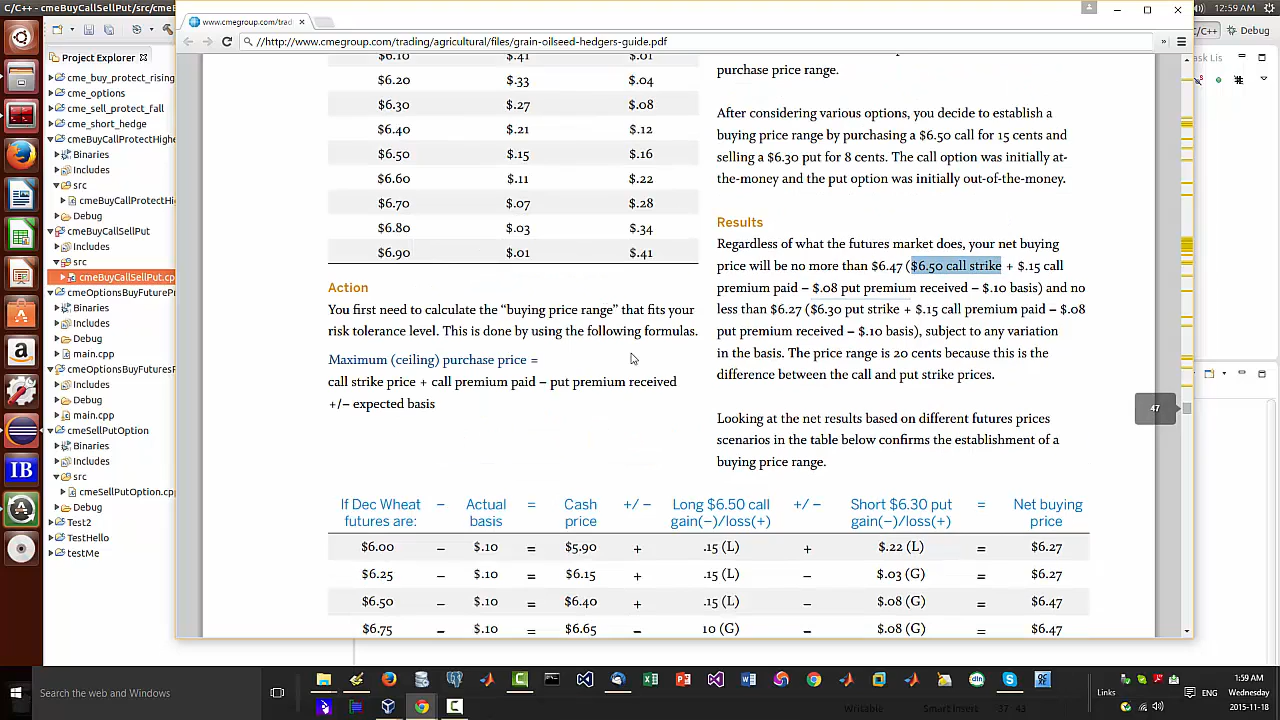 C/C++ - cmeBuyCallSellPut/src/cme
12:59 AM
www.cmegroup.com/trad
//http://www.cmegroup.com/trading/agricultural/files/grain-oilseed-hedgers-guide.pdf
C/C++
Debug
Project Explorer
cme_buy_protect_rising
cme_options
cme_sell_protect_fall
cme_short_hedge
cmeBuyCallProtectHighe
Binaries
Includes
src
cmeBuyCallProtectHi
Debug
cmeBuyCallSellPut
Includes
src
cmeBuyCallSellPut.cp
cmeOptionsBuyFuturePr
Binaries
Includes
Debug
main.cpp
cmeOptionsBuyFuturesF
Includes
Debug
main.cpp
cmeSellPutOption
Binaries
Includes
src
cmeSellPutOption.cp
Debug
Test2
TestHello
testMe
$6.10 $.41 $.01
$6.20 $.33 $.04
$6.30 $.27 $.08
$6.40 $.21 $.12
$6.50 $.15 $.16
$6.60 $.11 $.22
$6.70 $.07 $.28
$6.80 $.03 $.34
$6.90 $.01 $.41
Action
You first need to calculate the “buying price range” that fits your
risk tolerance level. This is done by using the following formulas.
Maximum (ceiling) purchase price =
call strike price + call premium paid – put premium received
+/– expected basis
purchase price range.
After considering various options, you decide to establish a
buying price range by purchasing a $6.50 call for 15 cents and
selling a $6.30 put for 8 cents. The call option was initially at-
the-money and the put option was initially out-of-the-money.
Results
Regardless of what the futures market does, your net buying
price will be no more than $6.47 ($6.50 call strike + $.15 call
premium paid – $.08 put premium received – $.10 basis) and no
less than $6.27 ($6.30 put strike + $.15 call premium paid – $.08
put premium received – $.10 basis), subject to any variation
in the basis. The price range is 20 cents because this is the
difference between the call and put strike prices.
Looking at the net results based on different futures prices
scenarios in the table below confirms the establishment of a
buying price range.
47
If Dec Wheat – Actual = Cash +/– Long $6.50 call +/– Short $6.30 put = Net buying
futures are: basis price gain(–)/loss(+) gain(–)/loss(+) price
$6.00 – $.10 = $5.90 + .15 (L) + $.22 (L) = $6.27
$6.25 – $.10 = $6.15 + .15 (L) – $.03 (G) = $6.27
$6.50 – $.10 = $6.40 + .15 (L) – $.08 (G) = $6.47
$6.75 – $.10 = $6.65 – 10 (G) – $.08 (G) = $6.47
ask Lis
IB
Search the web and Windows
Writable
Smart Insert
37 : 43
Links
ENG
1:59 AM
Wednesday
2015-11-18